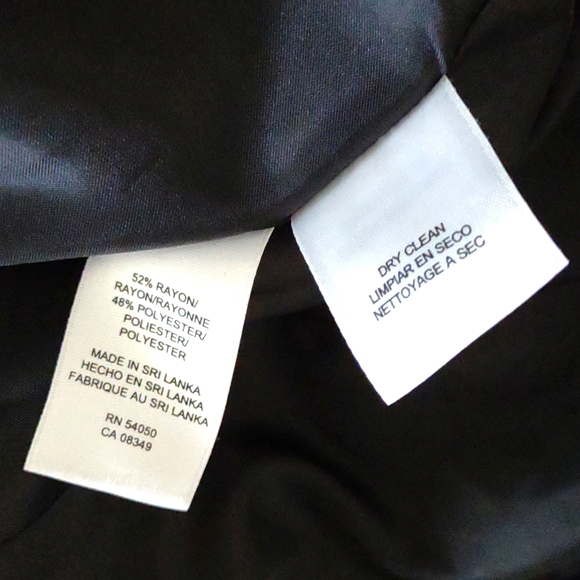 52% RAYON/
RAYON/RAYONNE
48% POLYESTER/
POLIESTER/
POLYESTER
MADE IN SRI LANKA
HECHO EN SRI LANKA
FABRIQUE AU SRI LANKA
RN 54050
CA 08349
DRY CLEAN
LIMPIAR EN SECO
NETTOYAGE A SEC